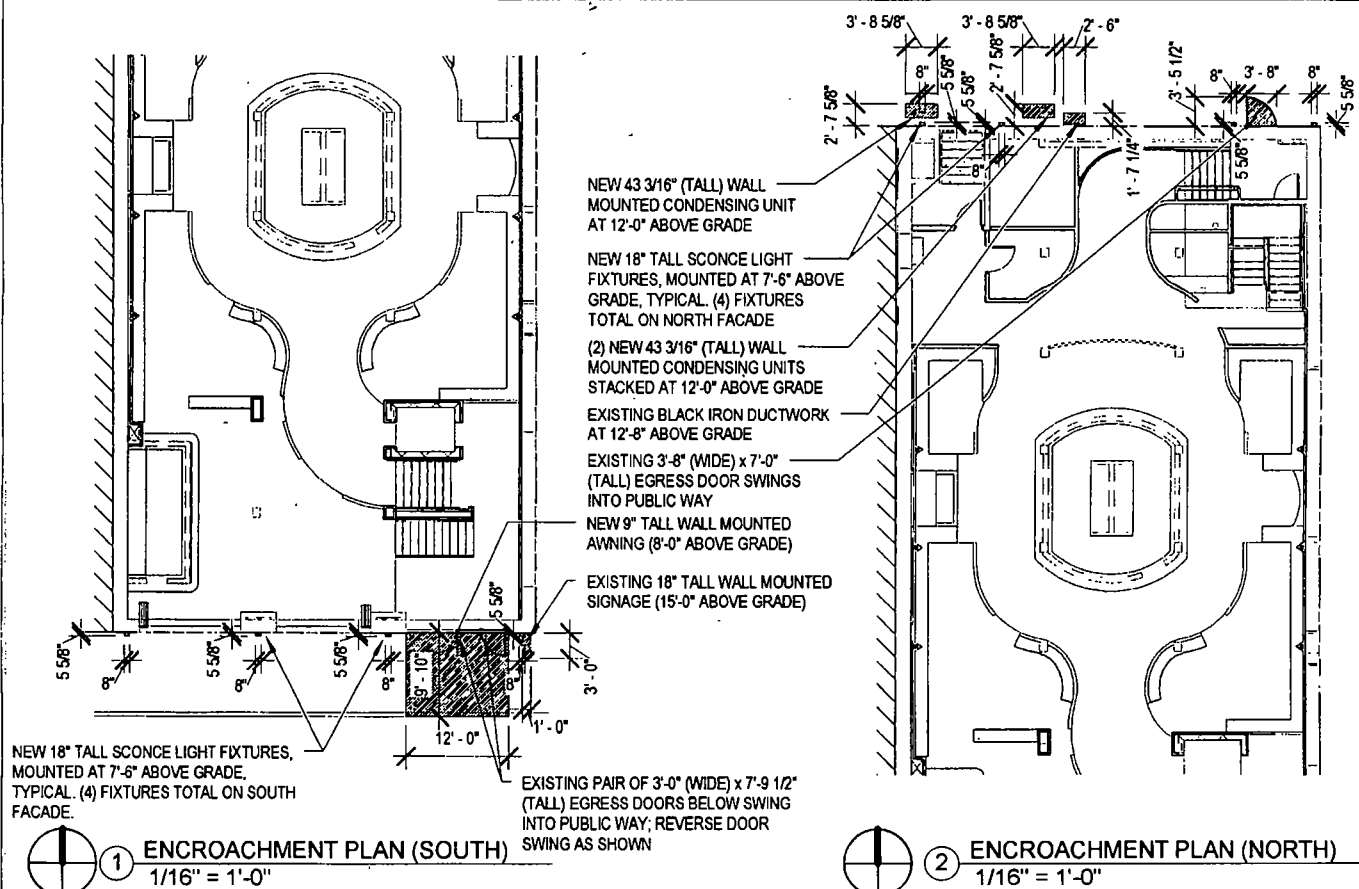 3' - 8 5/8"
3' - 8 5/8"
2' - 6"
2' - 7 5/8"
8"
5 5/8"
5 5/8"
2' - 7 5/8"
8"
1' - 7 1/4"
3' - 5 1/2"
8"
3' - 8"
5 5/8"
8"
5 5/8"
NEW 43 3/16" (TALL) WALL
MOUNTED CONDENSING UNIT
AT 12'-0" ABOVE GRADE
NEW 18" TALL SCONCE LIGHT
FIXTURES, MOUNTED AT 7'-6" ABOVE
GRADE, TYPICAL. (4) FIXTURES
TOTAL ON NORTH FACADE
(2) NEW 43 3/16" (TALL) WALL
MOUNTED CONDENSING UNITS
STACKED AT 12'-0" ABOVE GRADE
EXISTING BLACK IRON DUCTWORK
AT 12'-8" ABOVE GRADE
EXISTING 3'-8" (WIDE) x 7'-0"
(TALL) EGRESS DOOR SWINGS
INTO PUBLIC WAY
NEW 9" TALL WALL MOUNTED
AWNING (8'-0" ABOVE GRADE)
EXISTING 18" TALL WALL MOUNTED
SIGNAGE (15'-0" ABOVE GRADE)
5 5/8"
8"
5 5/8"
8"
5 5/8"
8"
9' - 10"
5 5/8"
8"
3' - 0"
1' - 0"
12' - 0"
NEW 18" TALL SCONCE LIGHT FIXTURES,
MOUNTED AT 7'-6" ABOVE GRADE,
TYPICAL. (4) FIXTURES TOTAL ON SOUTH
FACADE.
EXISTING PAIR OF 3'-0" (WIDE) x 7'-9 1/2"
(TALL) EGRESS DOORS BELOW SWING
INTO PUBLIC WAY; REVERSE DOOR
SWING AS SHOWN
1 ENCROACHMENT PLAN (SOUTH)
1/16" = 1'-0"
2 ENCROACHMENT PLAN (NORTH)
1/16" = 1'-0"